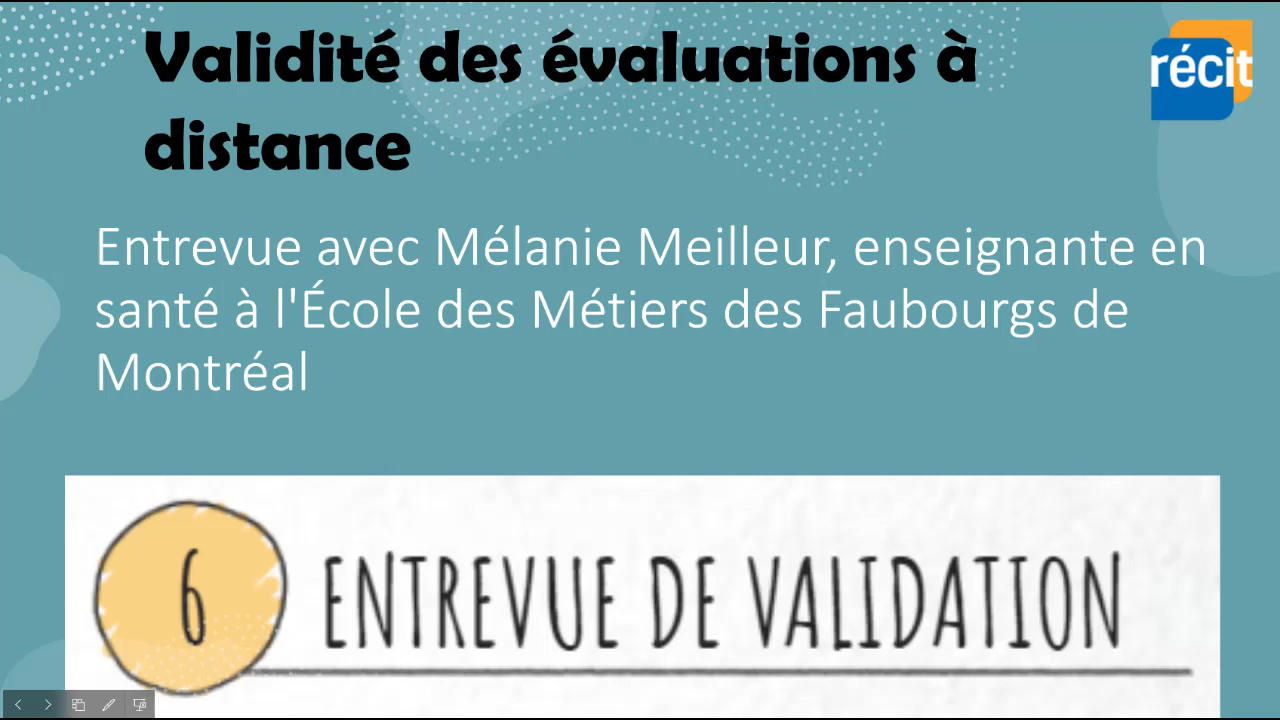 Validité des évaluations à
distance
récit
Entrevue avec Mélanie Meilleur, enseignante en
santé à l'École des Métiers des Faubourgs de
Montréal
6 ENTREVUE DE VALIDATION